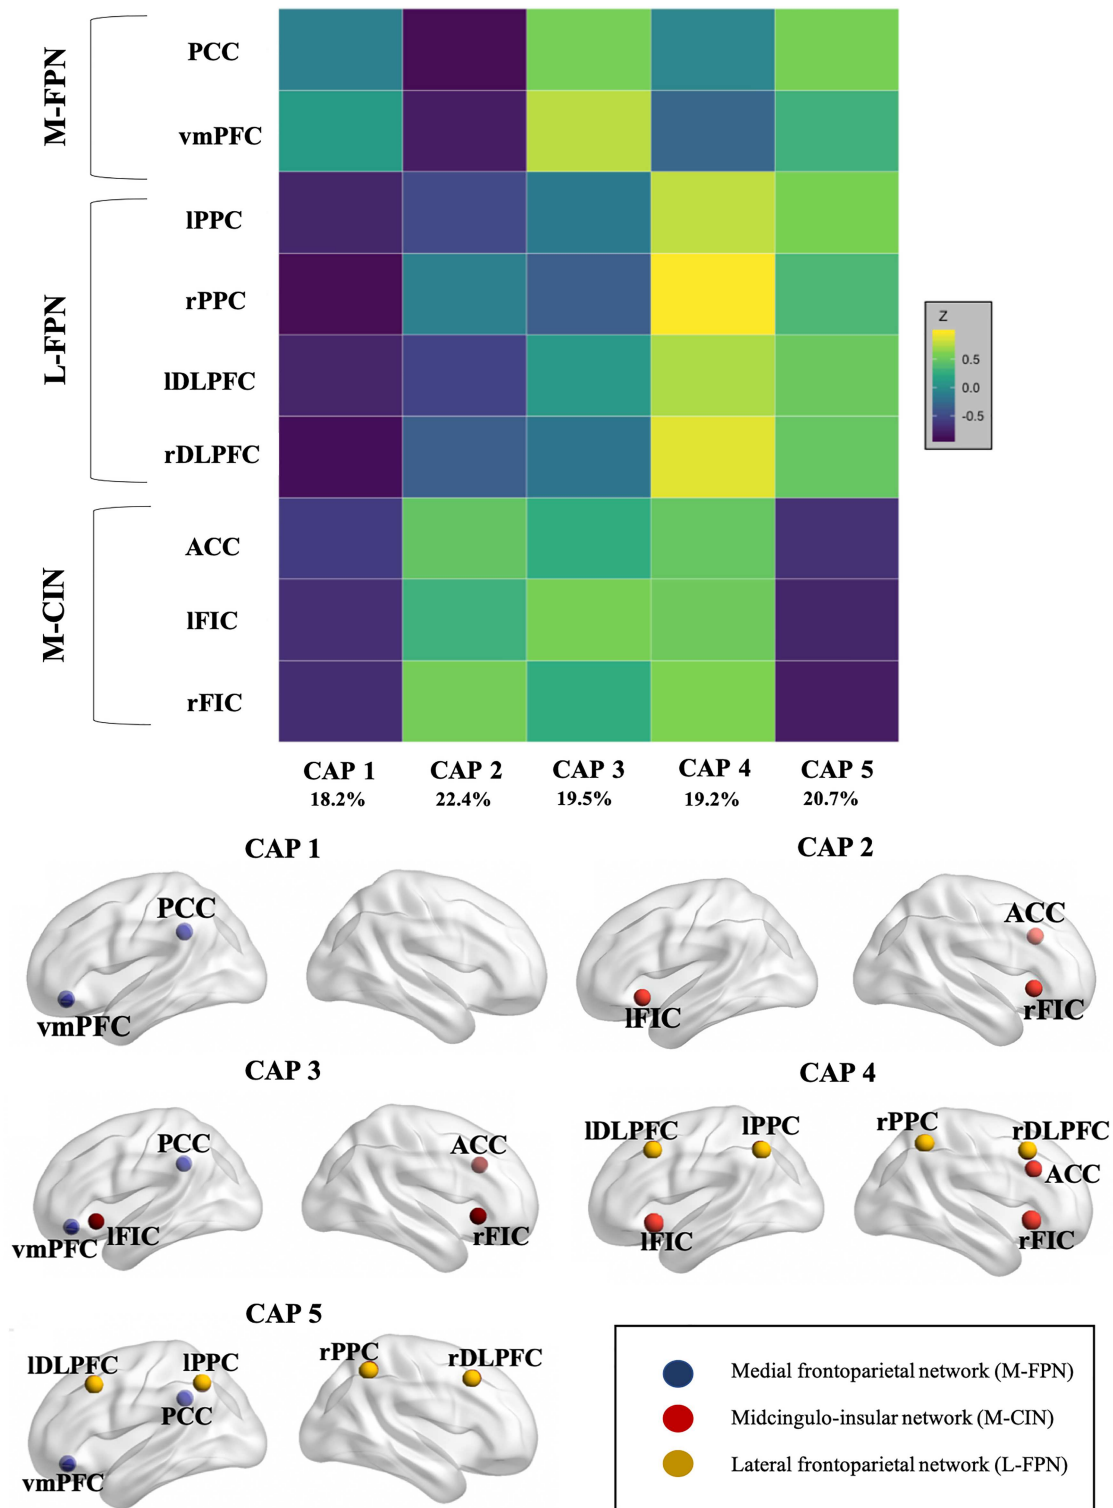 M-FPN
PCC
vmPFC
L-FPN
lPPC
rPPC
lDLPFC
rDLPFC
M-CIN
ACC
lFIC
rFIC
Z
0.5
0.0
-0.5
CAP 1 CAP 2 CAP 3 CAP 4 CAP 5
18.2% 22.4% 19.5% 19.2% 20.7%
CAP 1
PCC
vmPFC
CAP 2
ACC
lFIC
rFIC
CAP 3
PCC
ACC
vmPFC
lFIC
rFIC
CAP 4
lDLPFC
lPPC
rPPC
rDLPFC
ACC
lFIC
rFIC
CAP 5
lDLPFC
lPPC
rPPC
rDLPFC
PCC
vmPFC
Medial frontoparietal network (M-FPN)
Midcingulo-insular network (M-CIN)
Lateral frontoparietal network (L-FPN)